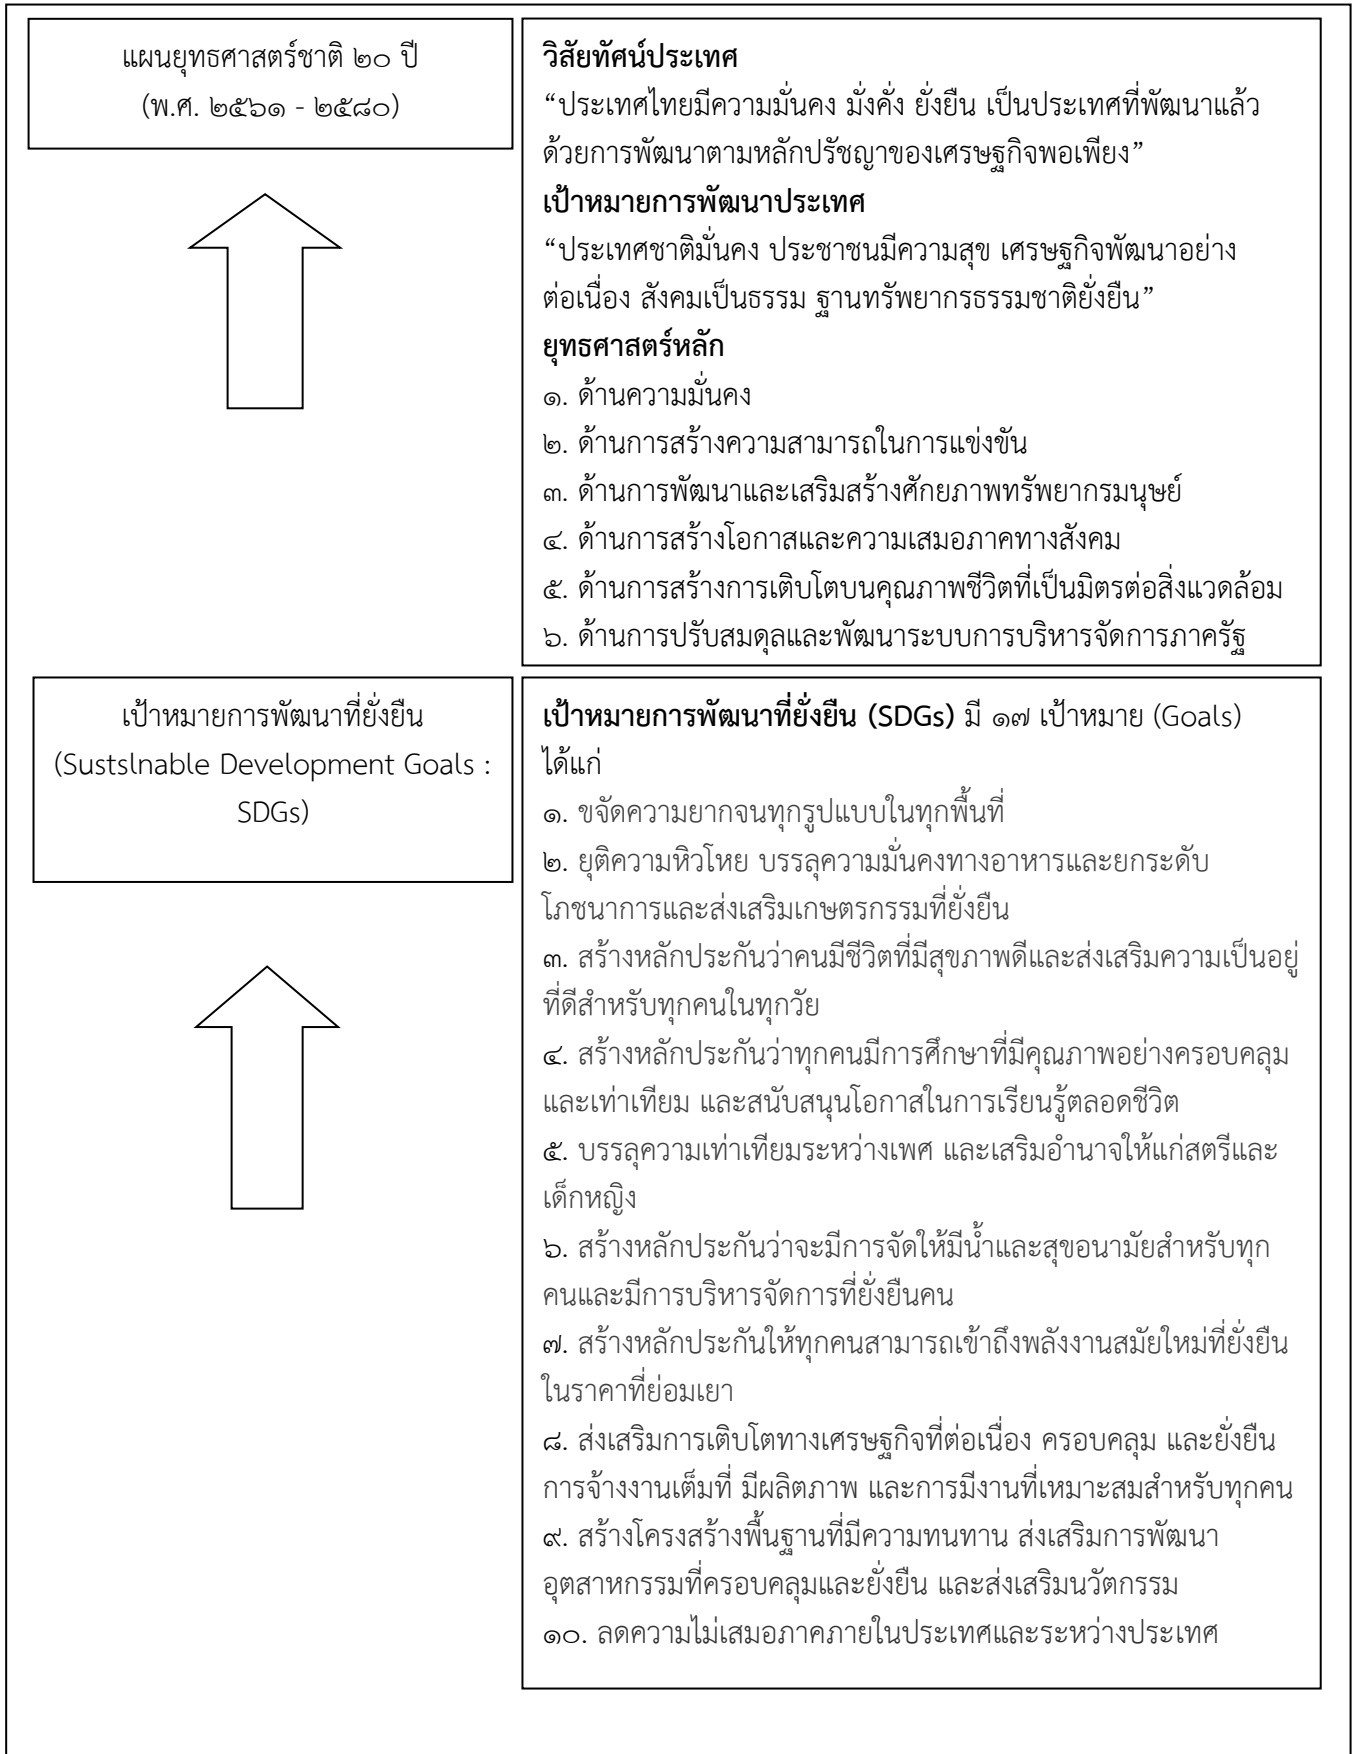 แผนยุทธศาสตร์ชาติ ๒๐ ปี
(พ.ศ. ๒๕๖๑ - ๒๕๘๐)
วิสัยทัศน์ประเทศ
“ประเทศไทยมีความมั่นคง มั่งคั่ง ยั่งยืน เป็นประเทศที่พัฒนาแล้ว
ด้วยการพัฒนาตามหลักปรัชญาของเศรษฐกิจพอเพียง”
เป้าหมายการพัฒนาประเทศ
“ประเทศชาติมั่นคง ประชาชนมีความสุข เศรษฐกิจพัฒนาอย่าง
ต่อเนื่อง สังคมเป็นธรรม ฐานทรัพยากรธรรมชาติยั่งยืน”
ยุทธศาสตร์หลัก
๑. ด้านความมั่นคง
๒. ด้านการสร้างความสามารถในการแข่งขัน
๓. ด้านการพัฒนาและเสริมสร้างศักยภาพทรัพยากรมนุษย์
๔. ด้านการสร้างโอกาสและความเสมอภาคทางสังคม
๕. ด้านการสร้างการเติบโตบนคุณภาพชีวิตที่เป็นมิตรต่อสิ่งแวดล้อม
๖. ด้านการปรับสมดุลและพัฒนาระบบการบริหารจัดการภาครัฐ
เป้าหมายการพัฒนาที่ยั่งยืน
(Sustslnable Development Goals :
SDGs)
เป้าหมายการพัฒนาที่ยั่งยืน (SDGs) มี ๑๗ เป้าหมาย (Goals)
ได้แก่
๑. ขจัดความยากจนทุกรูปแบบในทุกพื้นที่
๒. ยุติความหิวโหย บรรลุความมั่นคงทางอาหารและยกระดับ
โภชนาการและส่งเสริมเกษตรกรรมที่ยั่งยืน
๓. สร้างหลักประกันว่าคนมีชีวิตที่มีสุขภาพดีและส่งเสริมความเป็นอยู่
ที่ดีสำหรับทุกคนในทุกวัย
๔. สร้างหลักประกันว่าทุกคนมีการศึกษาที่มีคุณภาพอย่างครอบคลุม
และเท่าเทียม และสนับสนุนโอกาสในการเรียนรู้ตลอดชีวิต
๕. บรรลุความเท่าเทียมระหว่างเพศ และเสริมอำนาจให้แก่สตรีและ
เด็กหญิง
๖. สร้างหลักประกันว่าจะมีการจัดให้มีน้ำและสุขอนามัยสำหรับทุก
คนและมีการบริหารจัดการที่ยั่งยืนคน
๗. สร้างหลักประกันให้ทุกคนสามารถเข้าถึงพลังงานสมัยใหม่ที่ยั่งยืน
ในราคาที่ย่อมเยา
๘. ส่งเสริมการเติบโตทางเศรษฐกิจที่ต่อเนื่อง ครอบคลุม และยั่งยืน
การจ้างงานเต็มที่ มีผลิตภาพ และการมีงานที่เหมาะสมสำหรับทุกคน
๙. สร้างโครงสร้างพื้นฐานที่มีความทนทาน ส่งเสริมการพัฒนา
อุตสาหกรรมที่ครอบคลุมและยั่งยืน และส่งเสริมนวัตกรรม
๑๐. ลดความไม่เสมอภาคภายในประเทศและระหว่างประเทศ